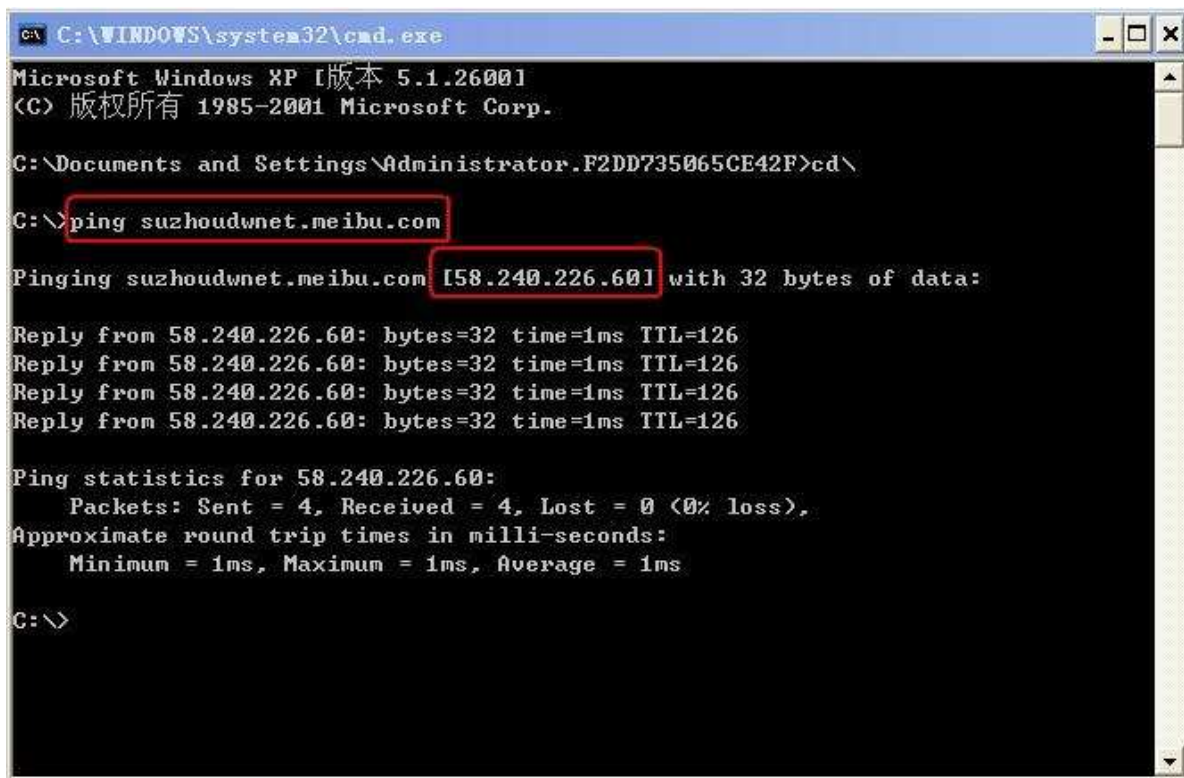 C:\WINDOWS\system32\cmd.exe
Microsoft Windows XP [版本 5.1.2600]
(C) 版权所有 1985-2001 Microsoft Corp.
C:\Documents and Settings\Administrator.F2DD735065CE42F>cd\
C:\>ping suzhoudwnet.meibu.com
Pinging suzhoudwnet.meibu.com [58.240.226.60] with 32 bytes of data:
Reply from 58.240.226.60: bytes=32 time=1ms TTL=126
Reply from 58.240.226.60: bytes=32 time=1ms TTL=126
Reply from 58.240.226.60: bytes=32 time=1ms TTL=126
Reply from 58.240.226.60: bytes=32 time=1ms TTL=126
Ping statistics for 58.240.226.60:
    Packets: Sent = 4, Received = 4, Lost = 0 (0% loss),
Approximate round trip times in milli-seconds:
    Minimum = 1ms, Maximum = 1ms, Average = 1ms
C:\>